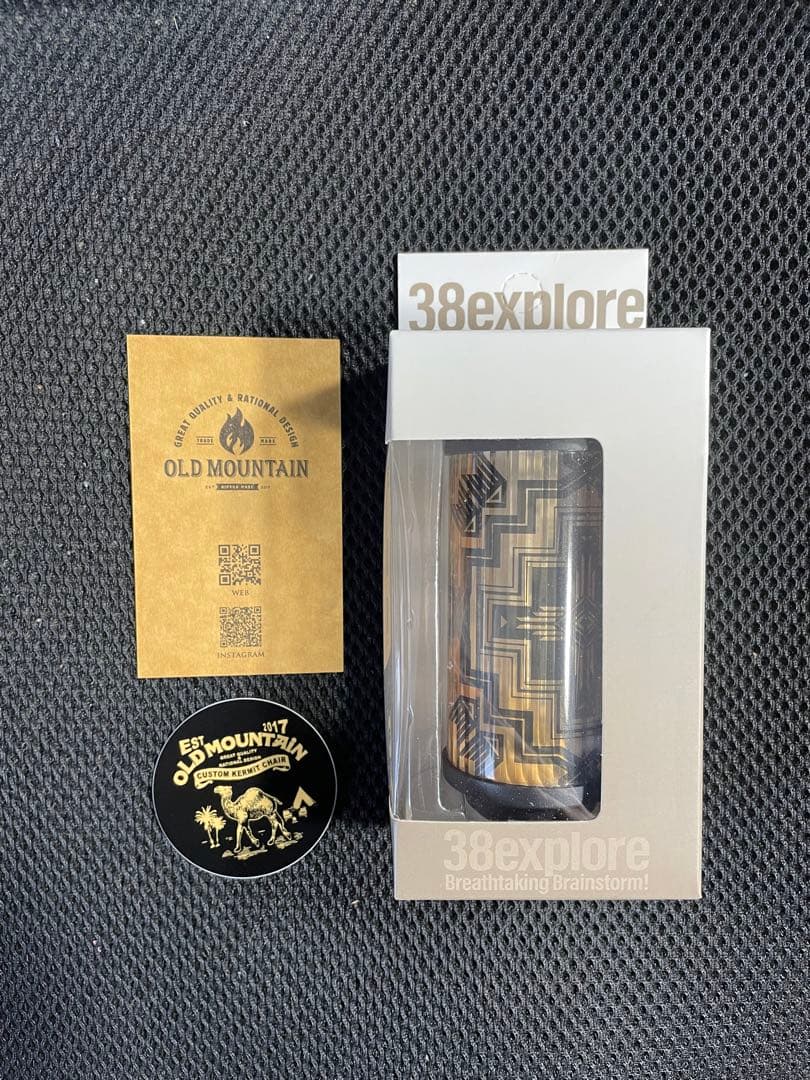 38explore
GREAT QUALITY & RATIONAL DESIGN
TRADE MARK
OLD MOUNTAIN
WEB
INSTAGRAM
EST 2017
OLD MOUNTAIN
GREAT QUALITY
&
RATIONAL DESIGN
CUSTOM KERMIT CHAIR
38explore
Breathtaking Brainstorm!